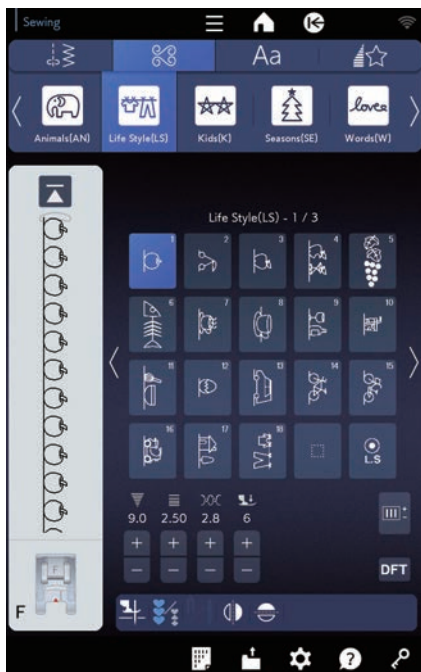 Sewing
Aa
love
Animals(AN) Life Style(LS) Kids(K) Seasons(SE) Words(W)
Life Style(LS) - 1 / 3
1 2 3 4 5
6 7 8 9 10
11 12 13 14 15
16 17 18
L.S
9.0 2.50 2.8 6
+ + + +
− − − −
DFT
F
?